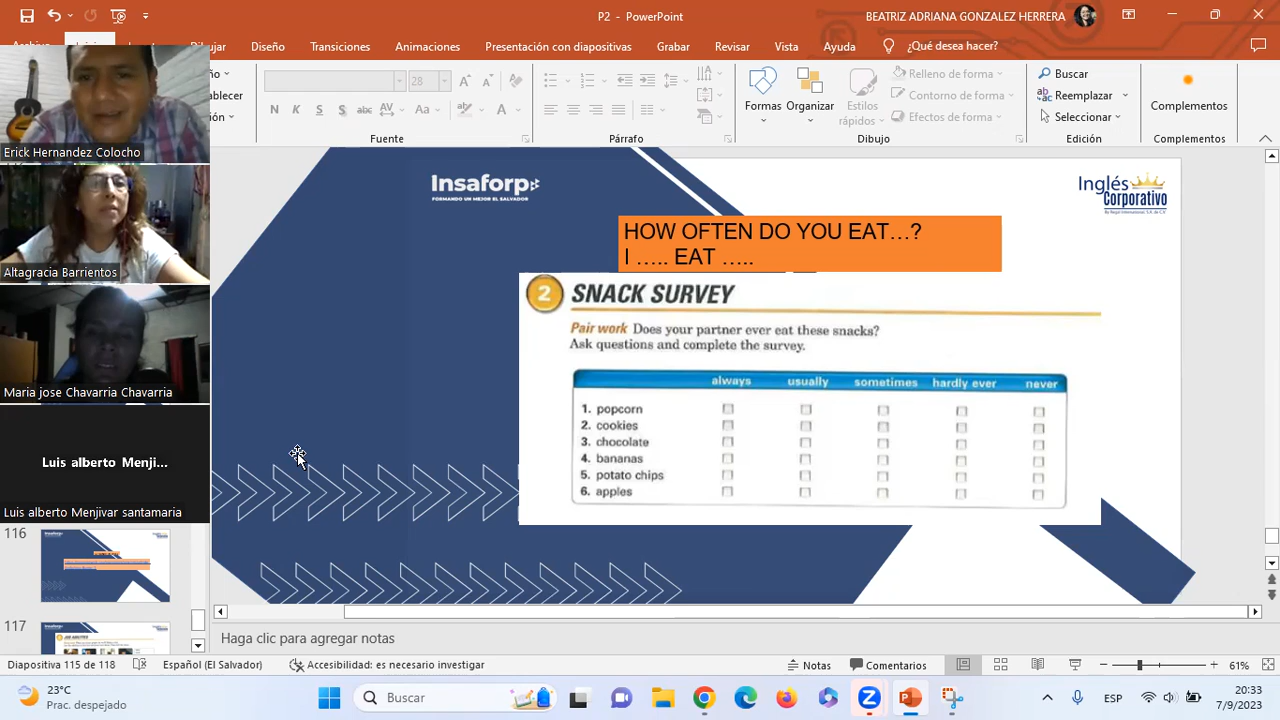 P2 - PowerPoint
BEATRIZ ADRIANA GONZALEZ HERRERA
Diseño
Transiciones
Animaciones
Presentación con diapositivas
Grabar
Revisar
Vista
Ayuda
¿Qué desea hacer?
28
N K S S abc AV Aa A
Fuente
Párrafo
Formas
Organizar
Estilos
rápidos
Relleno de forma
Contorno de forma
Efectos de forma
Dibujo
Buscar
Reemplazar
Seleccionar
Edición
Complementos
Complementos
Erick Hernandez Colocho
Altagracia Barrientos
Maria jose Chavarria Chavarria
Luis alberto Menji...
Luis alberto Menjivar santamaria
Insaforp
FORMANDO UN MEJOR EL SALVADOR
Inglés
Corporativo
HOW OFTEN DO YOU EAT…?
I ….. EAT …..
2 SNACK SURVEY
Pair work Does your partner ever eat these snacks?
Ask questions and complete the survey.
always usually sometimes hardly ever never
1. popcorn
2. cookies
3. chocolate
4. bananas
5. potato chips
6. apples
116
117
Haga clic para agregar notas
Diapositiva 115 de 118
Español (El Salvador)
Accesibilidad: es necesario investigar
Notas
Comentarios
61%
23°C
Prac. despejado
Buscar
ESP
20:33
7/9/2023